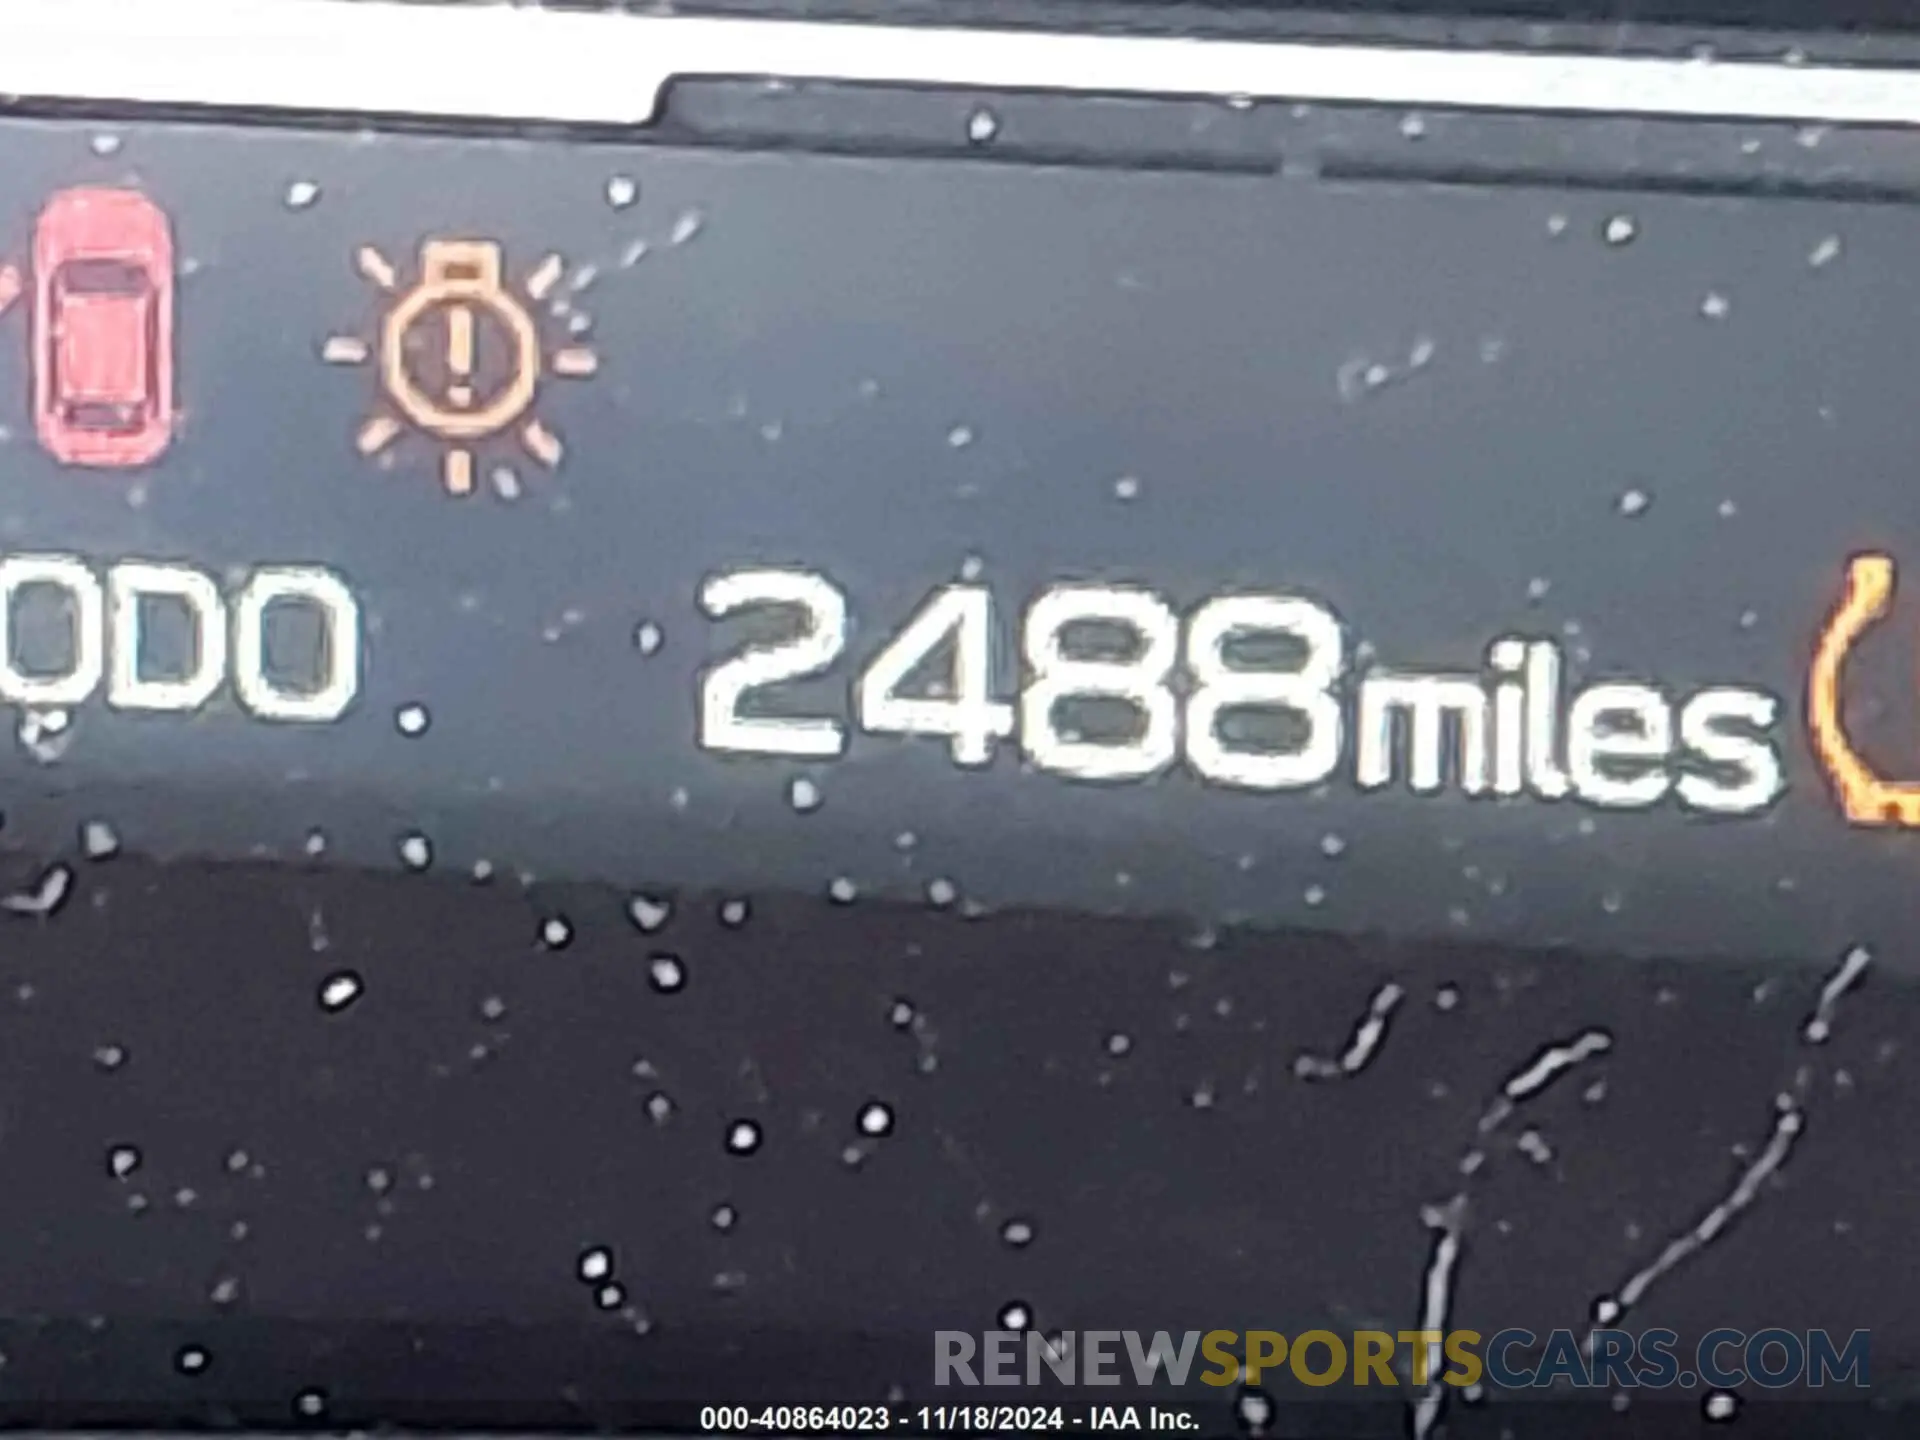 ODO 2488miles
RENEWSPORTSCARS.COM
000-40864023 - 11/18/2024 - IAA Inc.